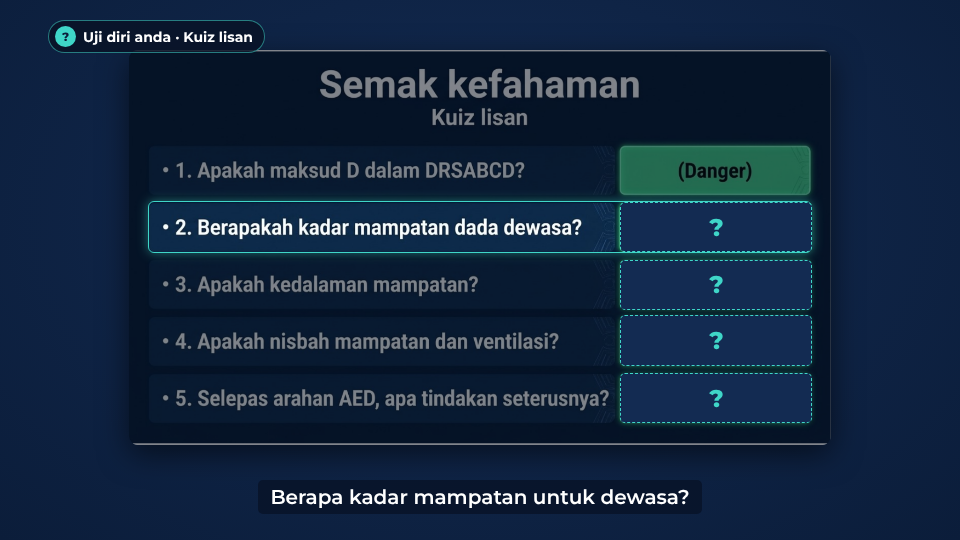 ? Uji diri anda · Kuiz lisan
Semak kefahaman
Kuiz lisan
• 1. Apakah maksud D dalam DRSABCD?
(Danger)
• 2. Berapakah kadar mampatan dada dewasa?
?
• 3. Apakah kedalaman mampatan?
?
• 4. Apakah nisbah mampatan dan ventilasi?
?
• 5. Selepas arahan AED, apa tindakan seterusnya?
?
Berapa kadar mampatan untuk dewasa?